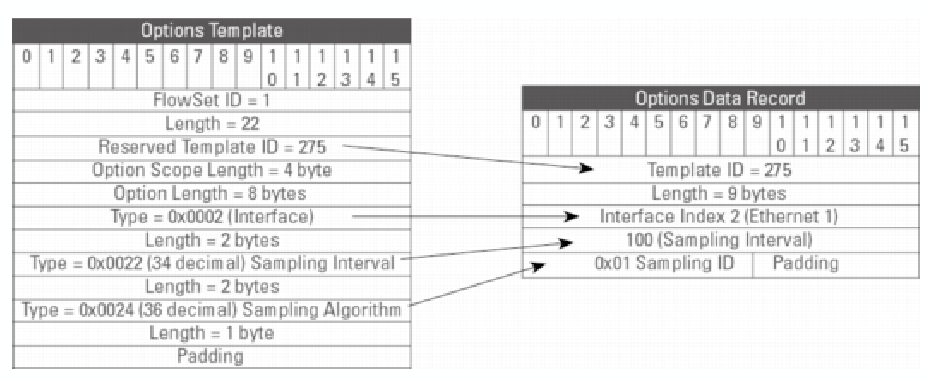 Options Template
0 1 2 3 4 5 6 7 8 9 10 11 12 13 14 15
FlowSet ID = 1
Length = 22
Reserved Template ID = 275
Option Scope Length = 4 byte
Option Length = 8 bytes
Type = 0x0002 (Interface)
Length = 2 bytes
Type = 0x0022 (34 decimal) Sampling Interval
Length = 2 bytes
Type = 0x0024 (36 decimal) Sampling Algorithm
Length = 1 byte
Padding
Options Data Record
0 1 2 3 4 5 6 7 8 9 10 11 12 13 14 15
Template ID = 275
Length = 9 bytes
Interface Index 2 (Ethernet 1)
100 (Sampling Interval)
0x01 Sampling ID Padding